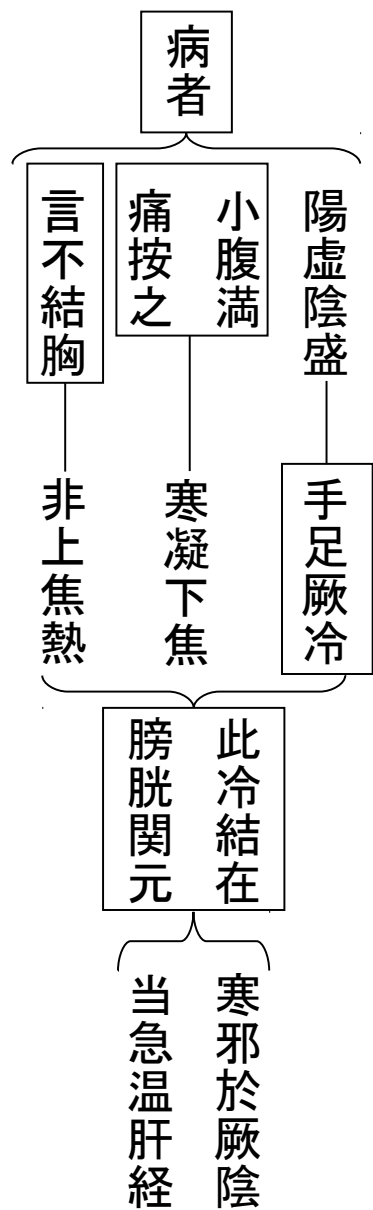 病者
陽虚陰盛
手足厥冷
小腹満
痛按之
寒凝下焦
言不結胸
非上焦熱
此冷結在
膀胱関元
寒邪於厥陰
当急温肝経